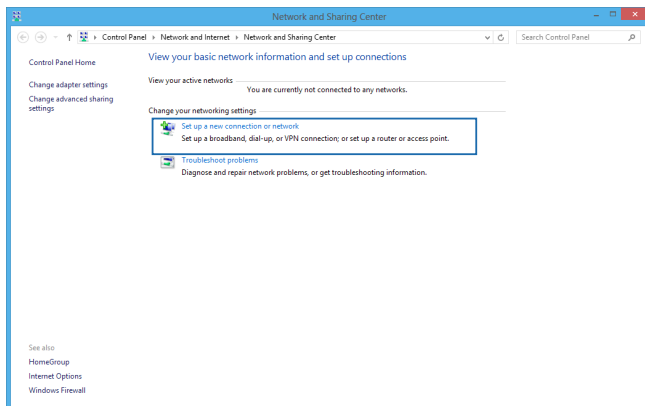 Network and Sharing Center
Control Panel Network and Internet Network and Sharing Center
Search Control Panel
Control Panel Home
Change adapter settings
Change advanced sharing
settings
View your basic network information and set up connections
View your active networks
You are currently not connected to any networks.
Change your networking settings
Set up a new connection or network
Set up a broadband, dial-up, or VPN connection; or set up a router or access point.
Troubleshoot problems
Diagnose and repair network problems, or get troubleshooting information.
See also
HomeGroup
Internet Options
Windows Firewall